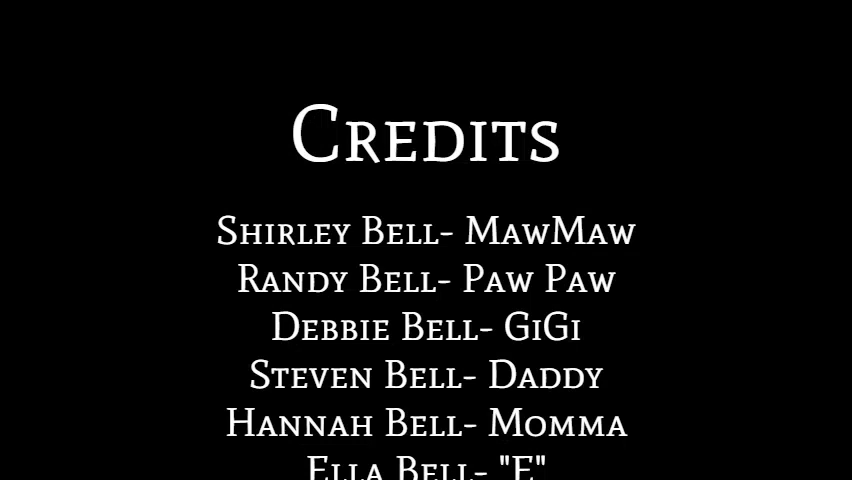 Credits
Shirley Bell- MawMaw
Randy Bell- Paw Paw
Debbie Bell- GiGi
Steven Bell- Daddy
Hannah Bell- Momma
Ella Bell- "E"